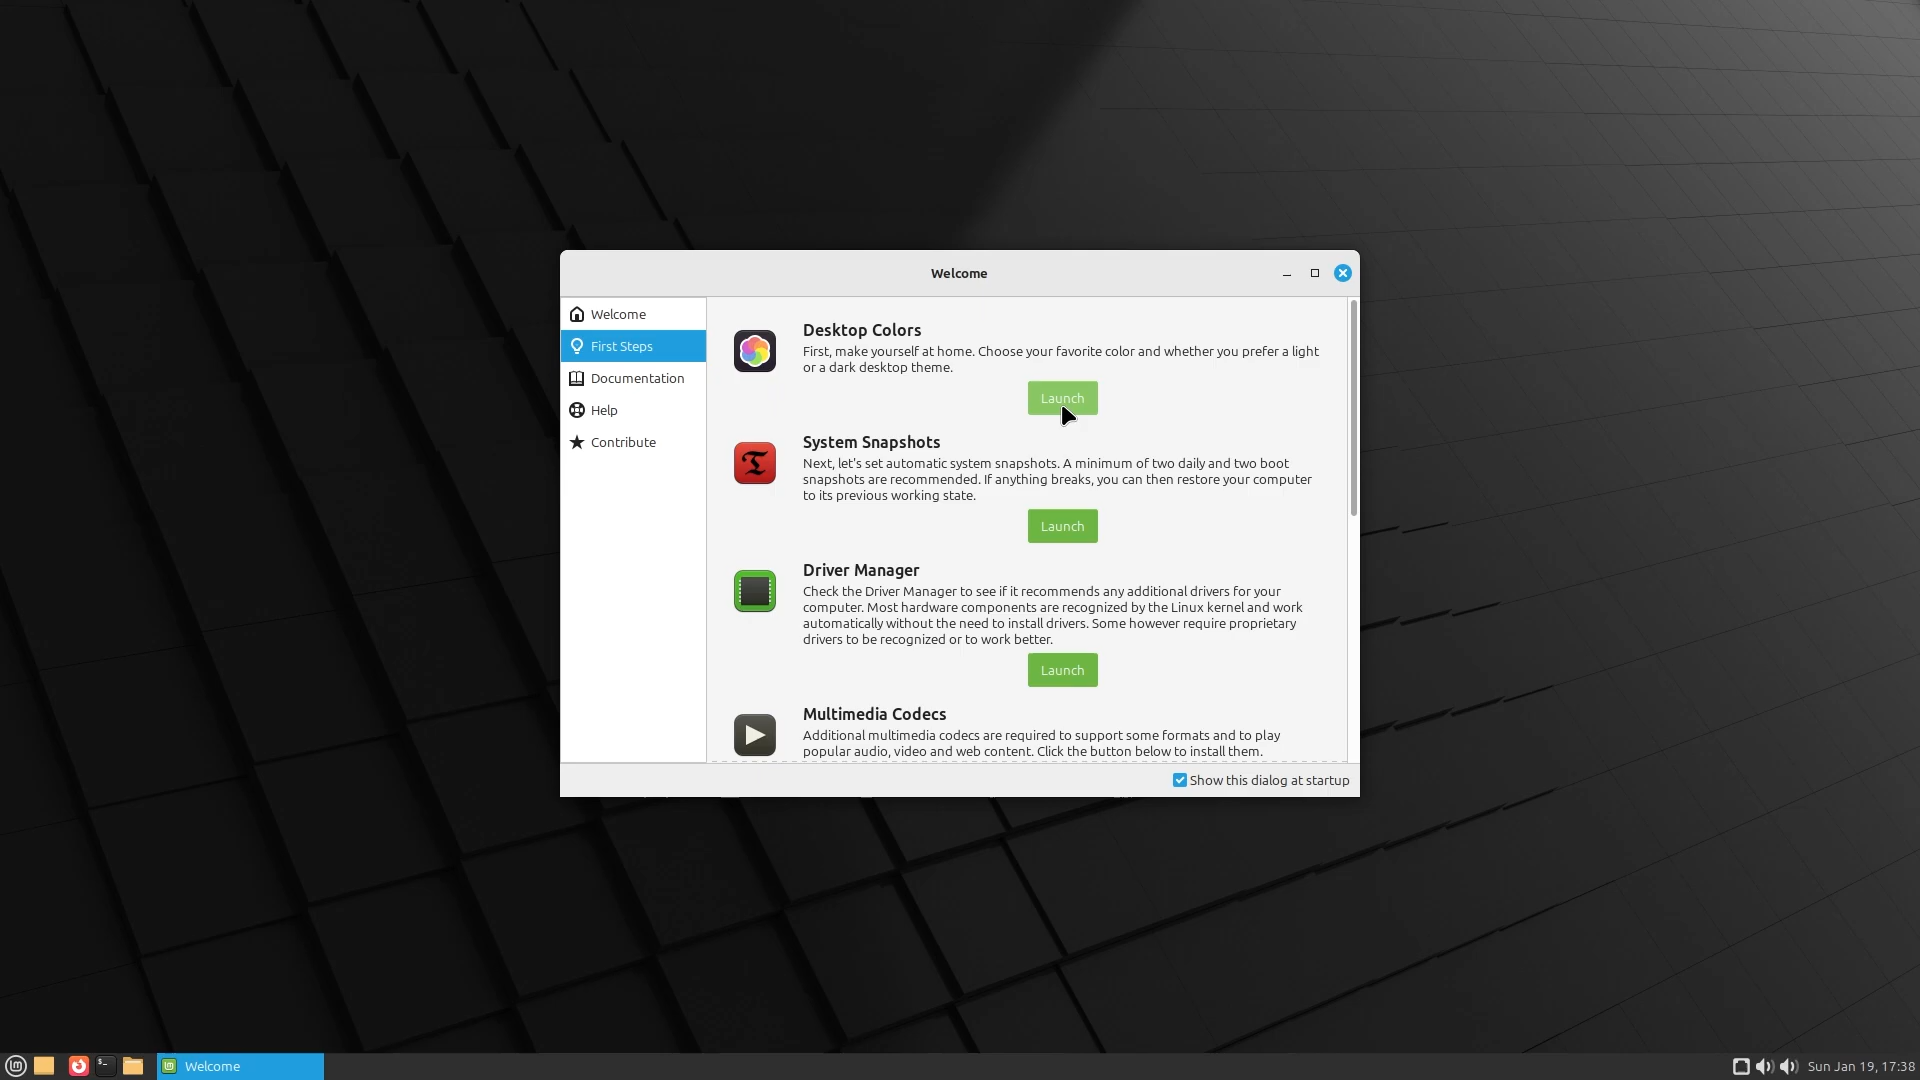 Welcome
Welcome
First Steps
Documentation
Help
Contribute
Desktop Colors
First, make yourself at home. Choose your favorite color and whether you prefer a light
or a dark desktop theme.
Launch
System Snapshots
Next, let's set automatic system snapshots. A minimum of two daily and two boot
snapshots are recommended. If anything breaks, you can then restore your computer
to its previous working state.
Launch
Driver Manager
Check the Driver Manager to see if it recommends any additional drivers for your
computer. Most hardware components are recognized by the Linux kernel and work
automatically without the need to install drivers. Some however require proprietary
drivers to be recognized or to work better.
Launch
Multimedia Codecs
Additional multimedia codecs are required to support some formats and to play
popular audio, video and web content. Click the button below to install them.
Show this dialog at startup
Welcome
Sun Jan 19, 17:38